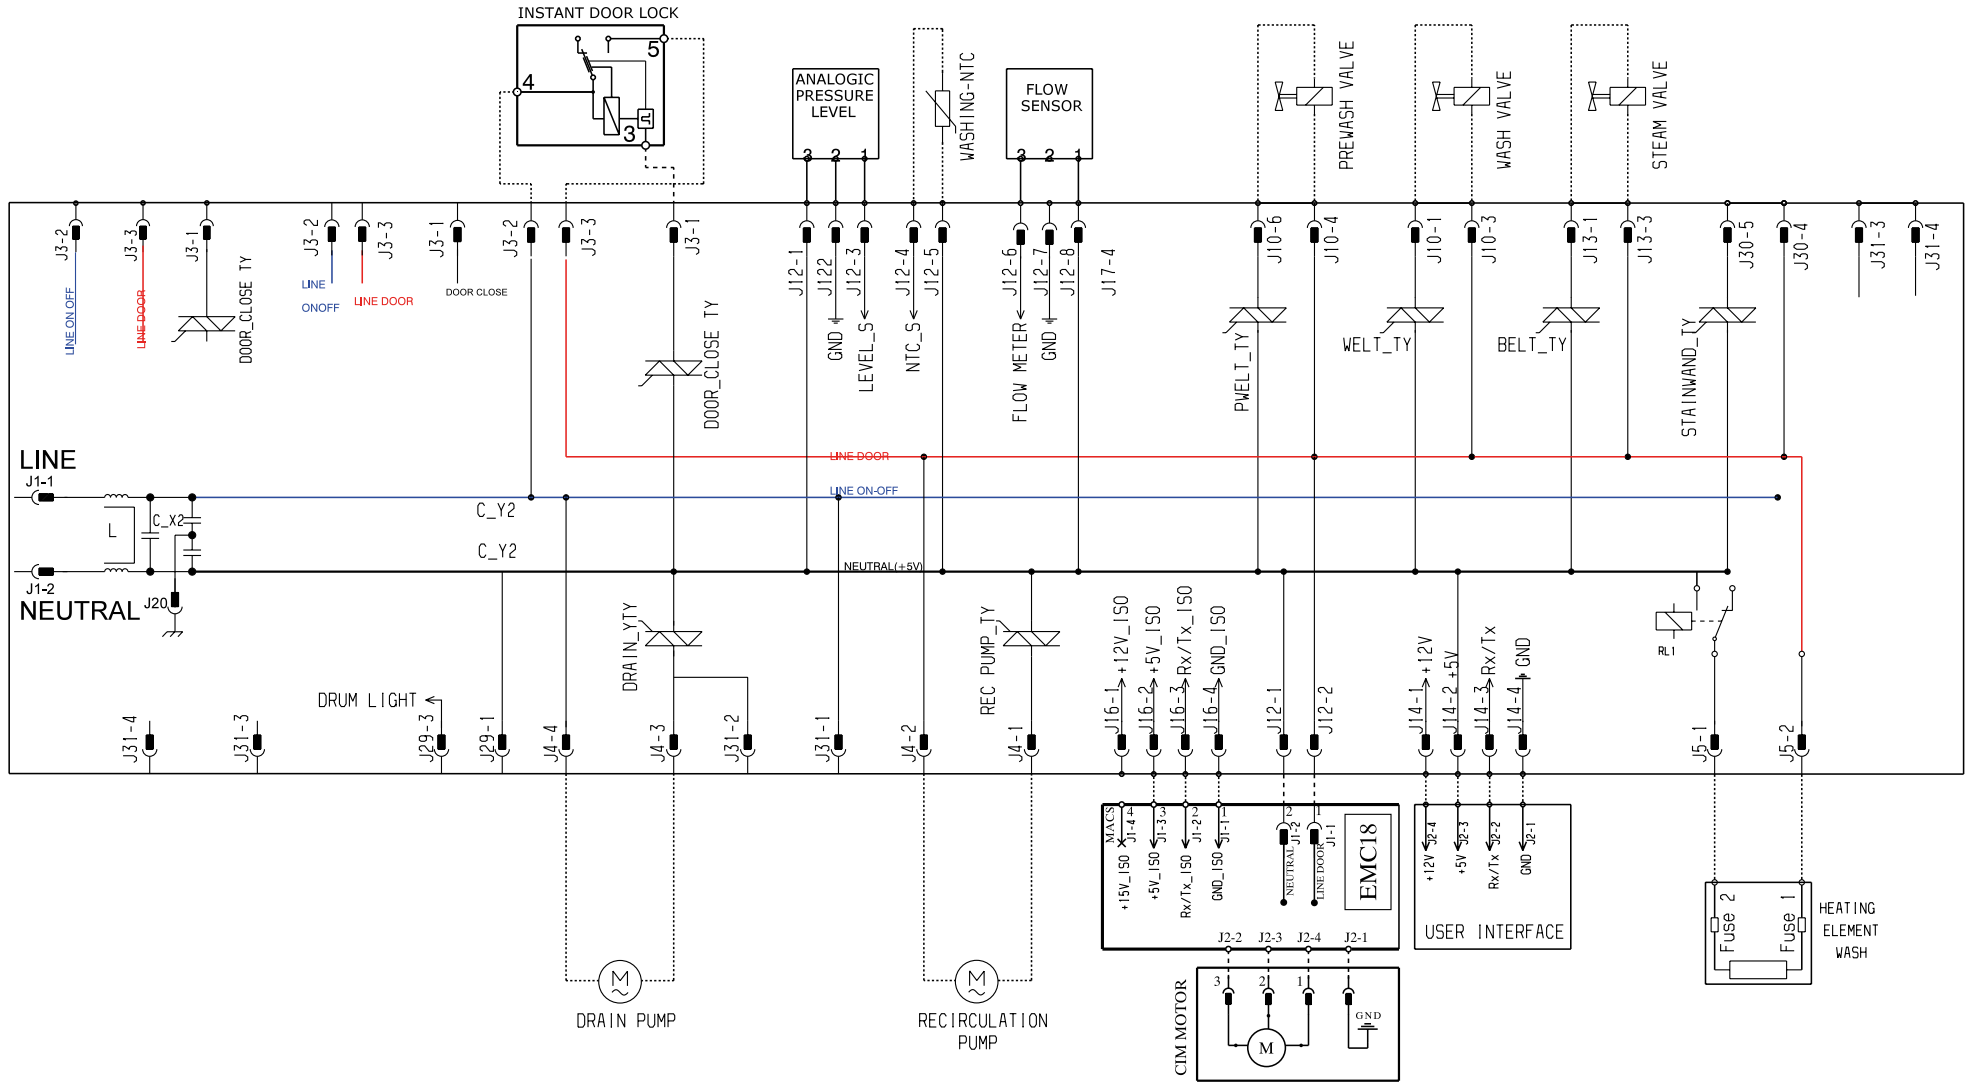 INSTANT DOOR LOCK
5
4
3
ANALOGIC
PRESSURE
LEVEL
3 2 1
WASHING-NTC
FLOW
SENSOR
3 2 1
PREWASH VALVE
WASH VALVE
STEAM VALVE
J3-2
J3-3
J3-1
J3-2
J3-3
J3-1
J3-2
J3-3
J3-1
J12-1
J122
J12-3
J12-4
J12-5
J12-6
J12-7
J12-8
J17-4
J10-6
J10-4
J10-1
J10-3
J13-1
J13-3
J30-5
J30-4
J31-3
J31-4
LINE ON OFF
LINE DOOR
DOOR_CLOSE TY
LINE
ONOFF
LINE DOOR
DOOR CLOSE
DOOR_CLOSE TY
GND
LEVEL_S
NTC_S
FLOW METER
GND
PWELT_TY
WELT_TY
BELT_TY
STAINWAND_TY
LINE
J1-1
LINE DOOR
LINE ON-OFF
L
C_X2
C_Y2
C_Y2
NEUTRAL(+5V)
J1-2
NEUTRAL
J20
DRAIN_YTY
REC PUMP_TY
+12V_ISO
+5V_ISO
Rx/Tx_ISO
GND_ISO
+12V
+5V
Rx/Tx
GND
RL1
DRUM LIGHT
J31-4
J31-3
J29-3
J29-1
J4-4
J4-3
J31-2
J31-1
J4-2
J4-1
J16-1
J16-2
J16-3
J16-4
J12-1
J12-2
J14-1
J14-2
J14-3
J14-4
J5-1
J5-2
MACS
4
J1-4
3
J1-3
2
J1-2
1
J1-1
2
J1-2
1
J1-1
+15V_ISO
+5V_ISO
Rx/Tx_ISO
GND_ISO
NEUTRAL
LINE DOOR
EMC18
J2-4
J2-3
J2-2
J2-1
+12V
+5V
Rx/Tx
GND
USER INTERFACE
Fuse 2
Fuse 1
HEATING
ELEMENT
WASH
J2-2 J2-3 J2-4 J2-1
3 2 1
CIM MOTOR
M
GND
M
DRAIN PUMP
M
RECIRCULATION
PUMP